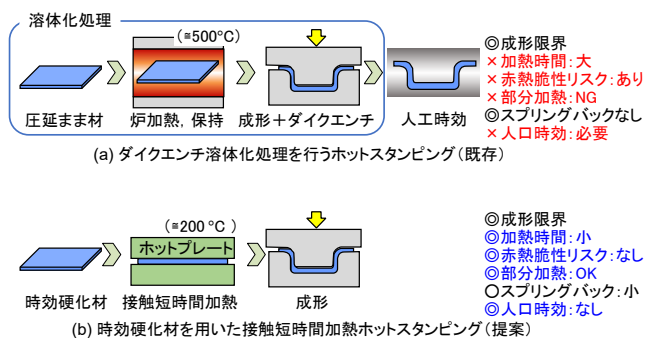 溶体化処理
(≅500℃)
圧延まま材
炉加熱, 保持
成形＋ダイクエンチ
人工時効
◎成形限界
×加熱時間：大
×赤熱脆性リスク：あり
×部分加熱：NG
◎スプリングバックなし
×人口時効：必要
(a) ダイクエンチ溶体化処理を行うホットスタンピング（既存）
(≅200 ℃ )
ホットプレート
時効硬化材
接触短時間加熱
成形
◎成形限界
◎加熱時間：小
◎赤熱脆性リスク：なし
◎部分加熱：OK
○スプリングバック：小
◎人口時効：なし
(b) 時効硬化材を用いた接触短時間加熱ホットスタンピング（提案）